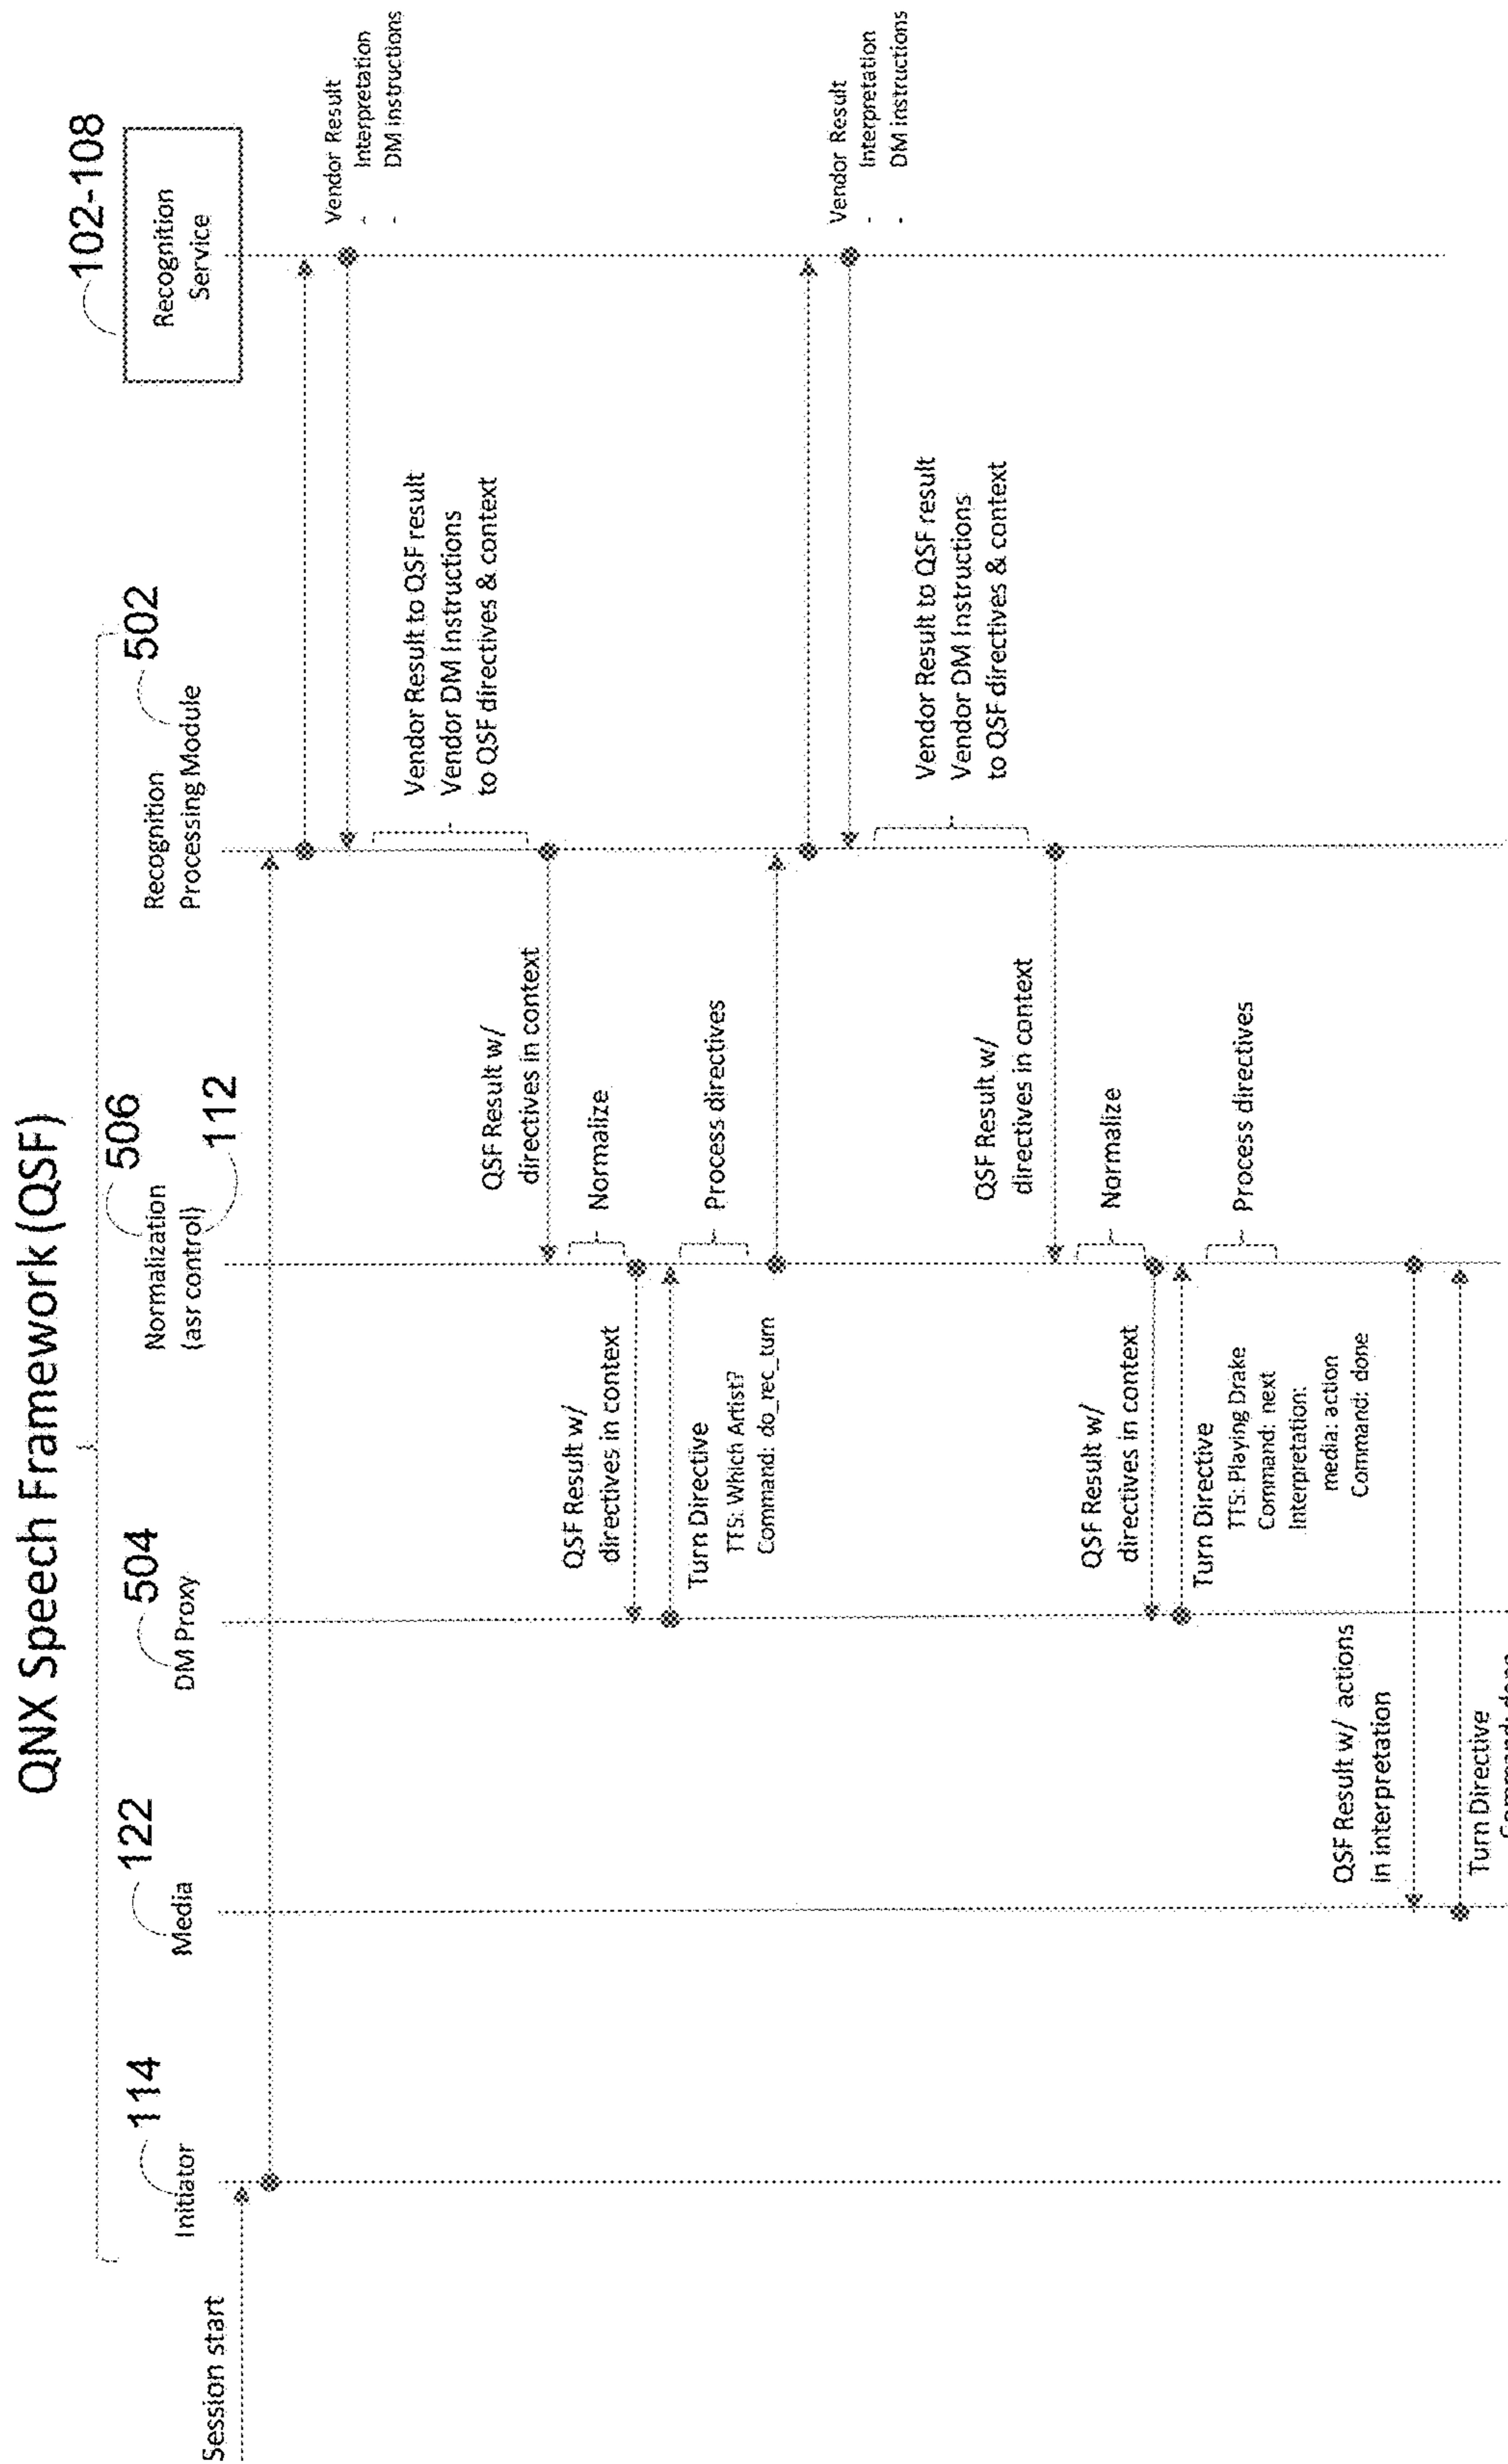 QNX Speech Framework (QSF)
102-108
Recognition
Service
502
Recognition
Processing Module
506
Normalization
(asr control)
112
504
DM Proxy
122
Media
114
Initiator
Session start
Vendor Result
- Interpretation
- DM instructions
Vendor Result to QSF result
Vendor DM Instructions
to QSF directives & context
QSF Result w/
directives in context
Normalize
QSF Result w/
directives in context
Turn Directive
TTS: Which Artist?
Command: do_rec_turn
Process directives
Vendor Result
- Interpretation
- DM instructions
Vendor Result to QSF result
Vendor DM Instructions
to QSF directives & context
QSF Result w/
directives in context
Normalize
QSF Result w/
directives in context
Turn Directive
TTS: Playing Drake
Command: next
Interpretation:
media: action
Command: done
Process directives
QSF Result w/ actions
in interpretation
Turn Directive
Command: done